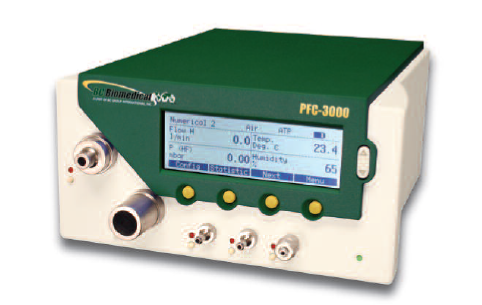 BC Biomedical
PFC-3000
Numerical 2 Air ATP
Flow H Temp.
l/min 0.0 Deg. C 23.4
P (HF) Humidity
mbar 0.00 % 65
Config Statistic Next Menu